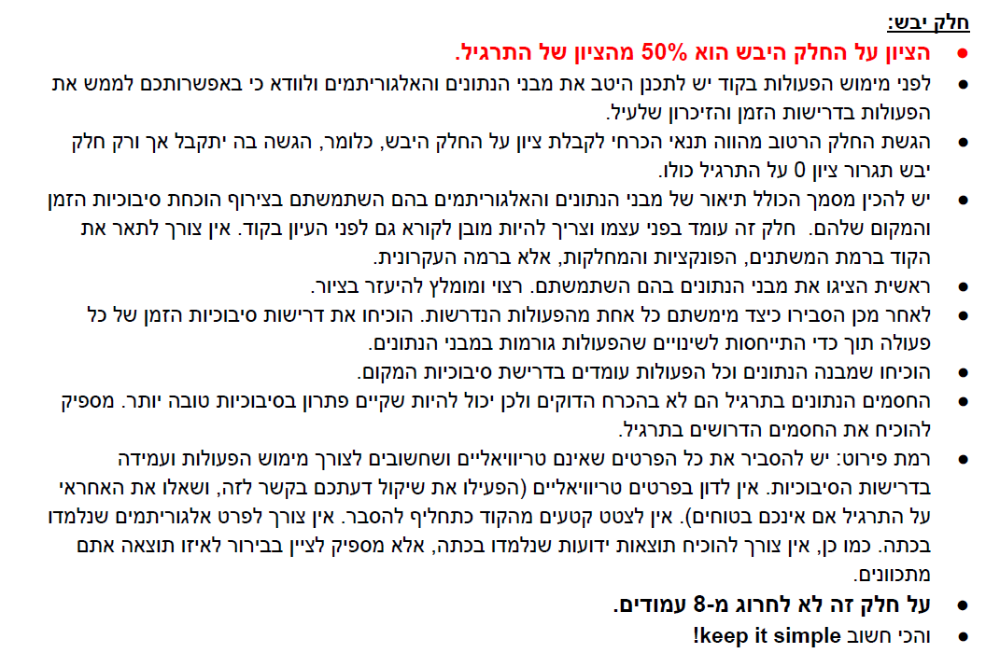 חלק יבש:
● הציון על החלק היבש הוא 50% מהציון של התרגיל.
● לפני מימוש הפעולות בקוד יש לתכנן היטב את מבני הנתונים והאלגוריתמים ולוודא כי באפשרותכם לממש את
הפעולות בדרישות הזמן והזיכרון שלעיל.
● הגשת החלק הרטוב מהווה תנאי הכרחי לקבלת ציון על החלק היבש, כלומר, הגשה בה יתקבל אך ורק חלק
יבש תגרור ציון 0 על התרגיל כולו.
● יש להכין מסמך הכולל תיאור של מבני הנתונים והאלגוריתמים בהם השתמשתם בצירוף הוכחת סיבוכיות הזמן
והמקום שלהם. חלק זה עומד בפני עצמו וצריך להיות מובן לקורא גם לפני העיון בקוד. אין צורך לתאר את
הקוד ברמת המשתנים, הפונקציות והמחלקות, אלא ברמה העקרונית.
● ראשית הציגו את מבני הנתונים בהם השתמשתם. רצוי ומומלץ להיעזר בציור.
● לאחר מכן הסבירו כיצד מימשתם כל אחת מהפעולות הנדרשות. הוכיחו את דרישות סיבוכיות הזמן של כל
פעולה תוך כדי התייחסות לשינויים שהפעולות גורמות במבני הנתונים.
● הוכיחו שמבנה הנתונים וכל הפעולות עומדים בדרישת סיבוכיות המקום.
● החסמים הנתונים בתרגיל הם לא בהכרח הדוקים ולכן יכול להיות שקיים פתרון בסיבוכיות טובה יותר. מספיק
להוכיח את החסמים הדרושים בתרגיל.
● רמת פירוט: יש להסביר את כל הפרטים שאינם טריוויאליים ושחשובים לצורך מימוש הפעולות ועמידה
בדרישות הסיבוכיות. אין לדון בפרטים טריוויאליים (הפעילו את שיקול דעתכם בקשר לזה, ושאלו את האחראי
על התרגיל אם אינכם בטוחים). אין לצטט קטעים מהקוד כתחליף להסבר. אין צורך לפרט אלגוריתמים שנלמדו
בכתה. כמו כן, אין צורך להוכיח תוצאות ידועות שנלמדו בכתה, אלא מספיק לציין בבירור לאיזו תוצאה אתם
מתכוונים.
● על חלק זה לא לחרוג מ-8 עמודים.
● והכי חשוב keep it simple!